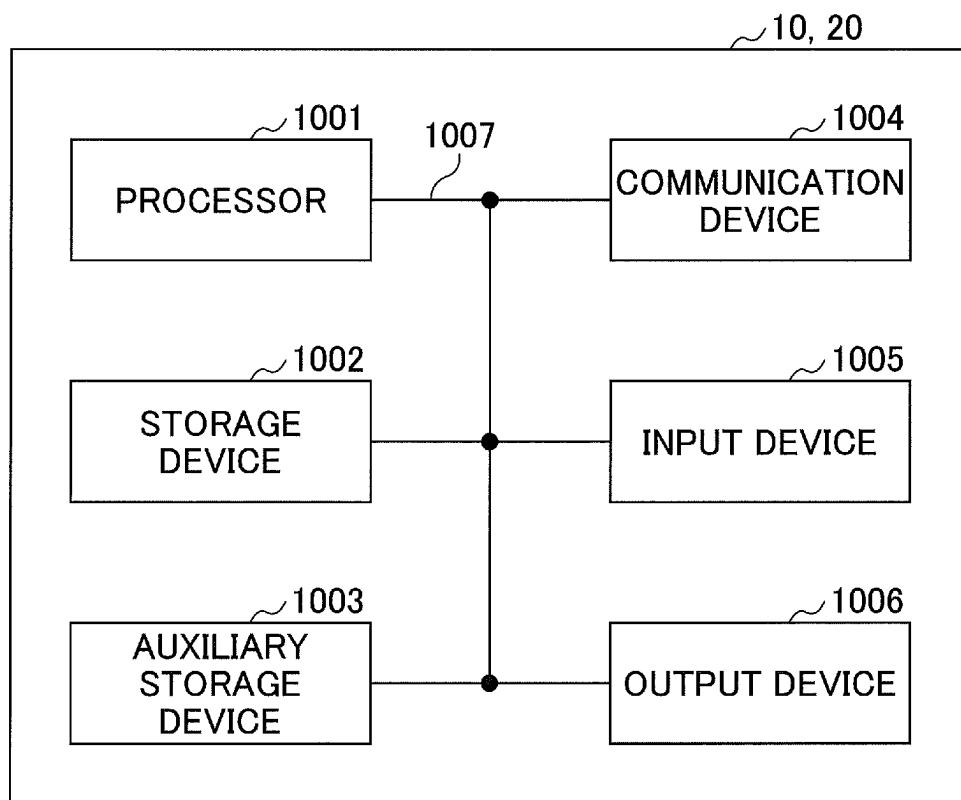 10, 20
1001
PROCESSOR
1007
1004
COMMUNICATION
DEVICE
1002
STORAGE
DEVICE
1005
INPUT DEVICE
1003
AUXILIARY
STORAGE
DEVICE
1006
OUTPUT DEVICE